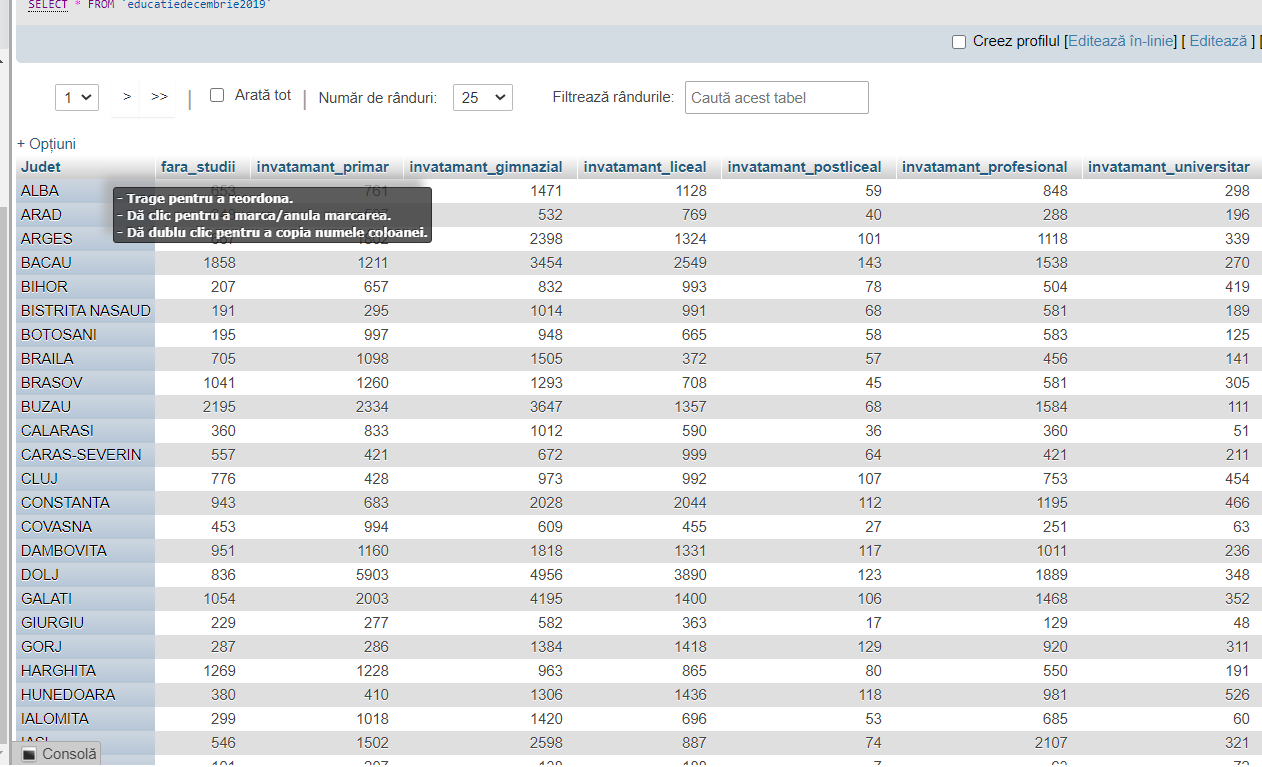 SELECT * FROM `educatiedecembrie2019`
Creez profilul [Editează în-linie] [ Editează ] [
1 > >> | Arată tot | Număr de rânduri: 25 Filtrează rândurile: Caută acest tabel
+ Opțiuni
Judet fara_studii invatamant_primar invatamant_gimnazial invatamant_liceal invatamant_postliceal invatamant_profesional invatamant_universitar
ALBA 653 761 1471 1128 59 848 298
- Trage pentru a reordona.
ARAD 532 769 40 288 196
- Dă clic pentru a marca/anula marcarea.
ARGES 2398 1324 101 1118 339
- Dă dublu clic pentru a copia numele coloanei.
BACAU 1858 1211 3454 2549 143 1538 270
BIHOR 207 657 832 993 78 504 419
BISTRITA NASAUD 191 295 1014 991 68 581 189
BOTOSANI 195 997 948 665 58 583 125
BRAILA 705 1098 1505 372 57 456 141
BRASOV 1041 1260 1293 708 45 581 305
BUZAU 2195 2334 3647 1357 68 1584 111
CALARASI 360 833 1012 590 36 360 51
CARAS-SEVERIN 557 421 672 999 64 421 211
CLUJ 776 428 973 992 107 753 454
CONSTANTA 943 683 2028 2044 112 1195 466
COVASNA 453 994 609 455 27 251 63
DAMBOVITA 951 1160 1818 1331 117 1011 236
DOLJ 836 5903 4956 3890 123 1889 348
GALATI 1054 2003 4195 1400 106 1468 352
GIURGIU 229 277 582 363 17 129 48
GORJ 287 286 1384 1418 129 920 311
HARGHITA 1269 1228 963 865 80 550 191
HUNEDOARA 380 410 1306 1436 118 981 526
IALOMITA 299 1018 1420 696 53 685 60
IASI 546 1502 2598 887 74 2107 321
Consolă